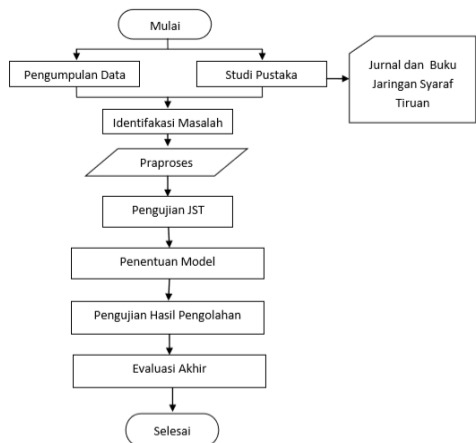 Mulai
Pengumpulan Data
Studi Pustaka
Jurnal dan Buku
Jaringan Syaraf
Tiruan
Identifakasi Masalah
Praproses
Pengujian JST
Penentuan Model
Pengujian Hasil Pengolahan
Evaluasi Akhir
Selesai